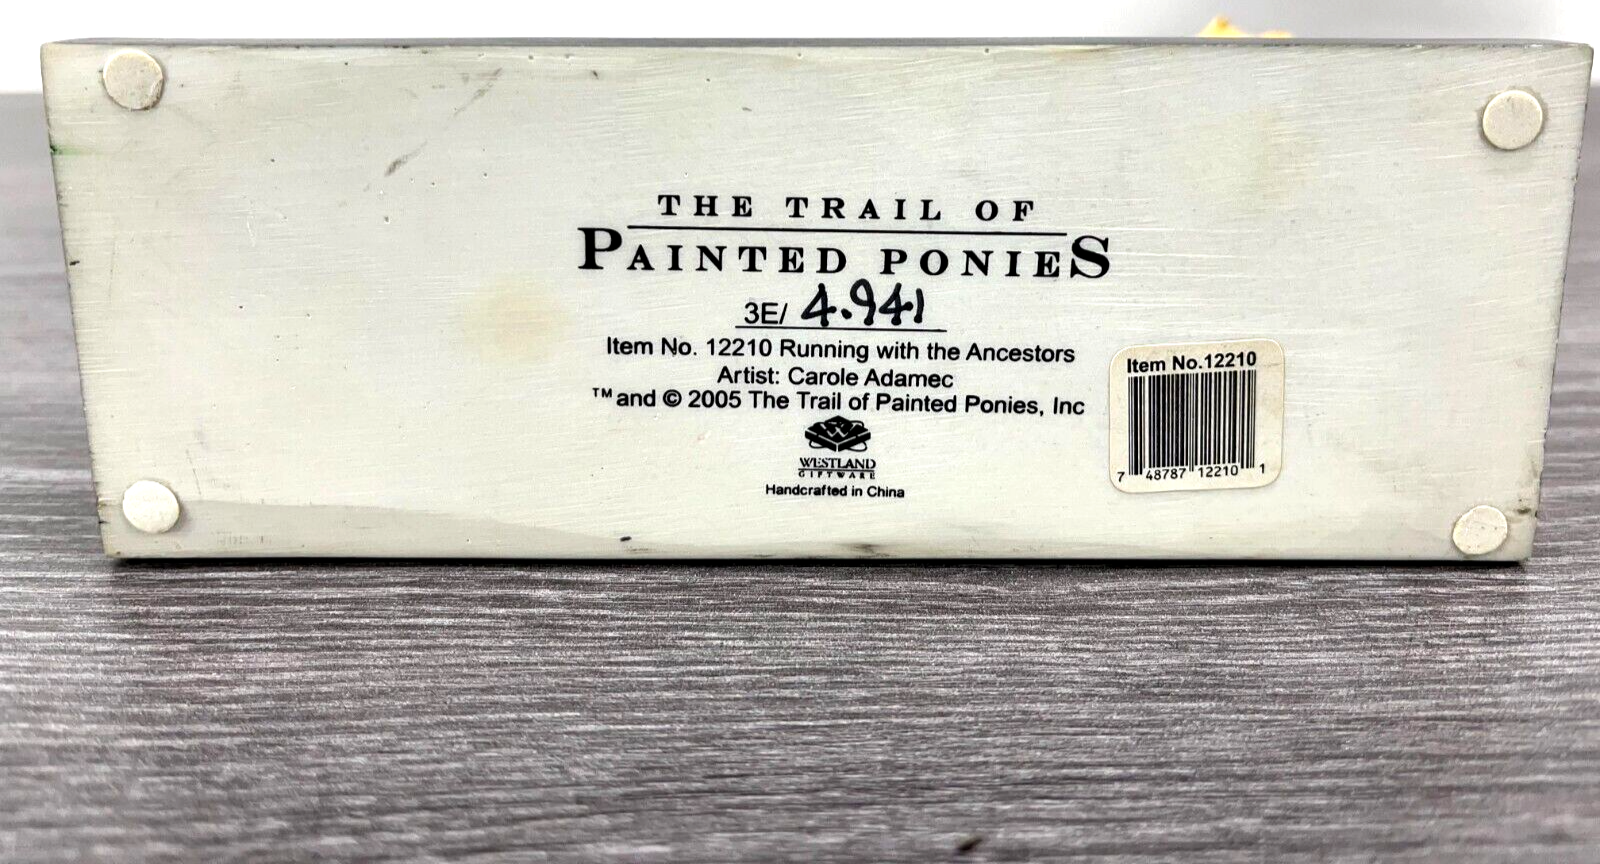 THE TRAIL OF
PAINTED PONIES
3E/ 4.941
Item No. 12210 Running with the Ancestors
Artist: Carole Adamec
™ and © 2005 The Trail of Painted Ponies, Inc
WESTLAND
GIFTWARE
Handcrafted in China
Item No.12210
7 48787 12210 1